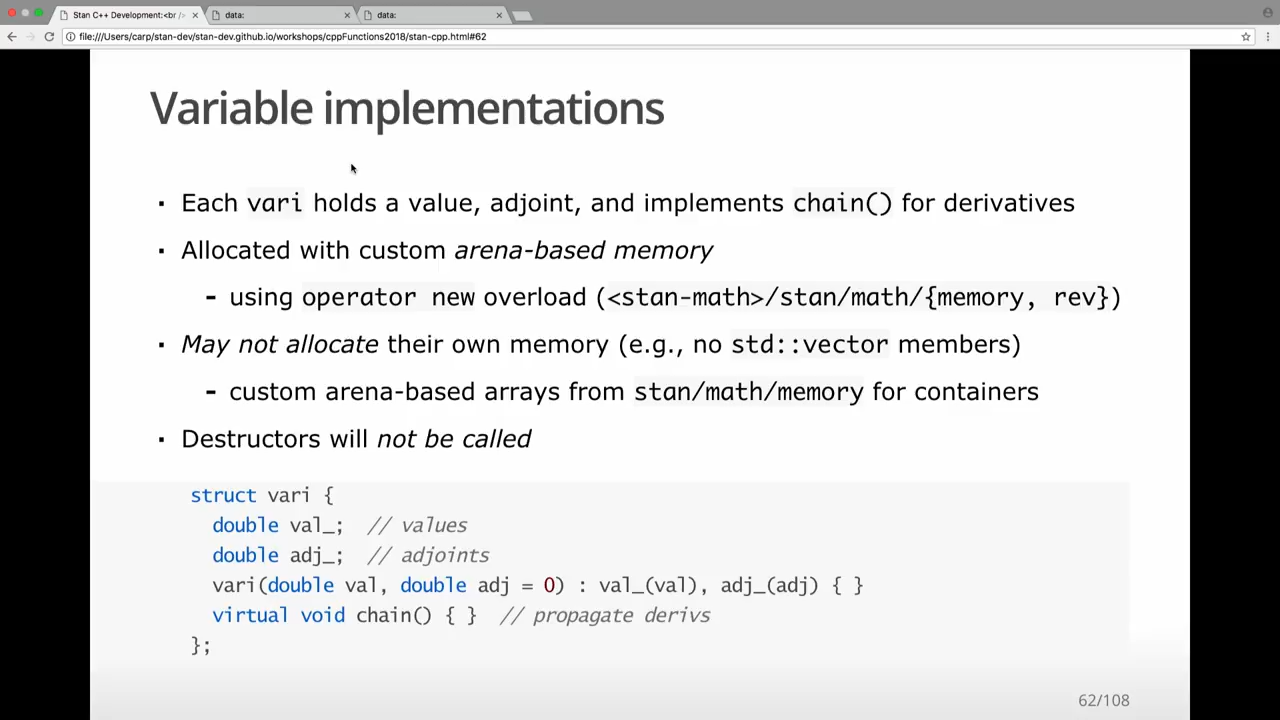 Stan C++ Development:<br />
data:
data:
file:///Users/carp/stan-dev/stan-dev.github.io/workshops/cppFunctions2018/stan-cpp.html#62
Variable implementations
▪ Each vari holds a value, adjoint, and implements chain() for derivatives
▪ Allocated with custom arena-based memory
- using operator new overload (<stan-math>/stan/math/{memory, rev})
▪ May not allocate their own memory (e.g., no std::vector members)
- custom arena-based arrays from stan/math/memory for containers
▪ Destructors will not be called
struct vari {
double val_; // values
double adj_; // adjoints
vari(double val, double adj = 0) : val_(val), adj_(adj) { }
virtual void chain() { } // propagate derivs
};
62/108